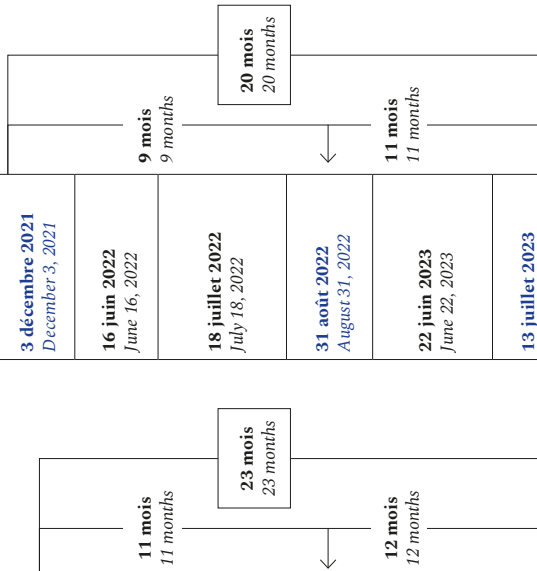 20 mois
20 months
9 mois
9 months
11 mois
11 months
3 décembre 2021
December 3, 2021
16 juin 2022
June 16, 2022
18 juillet 2022
July 18, 2022
31 août 2022
August 31, 2022
22 juin 2023
June 22, 2023
13 juillet 2023
23 mois
23 months
11 mois
11 months
12 mois
12 months